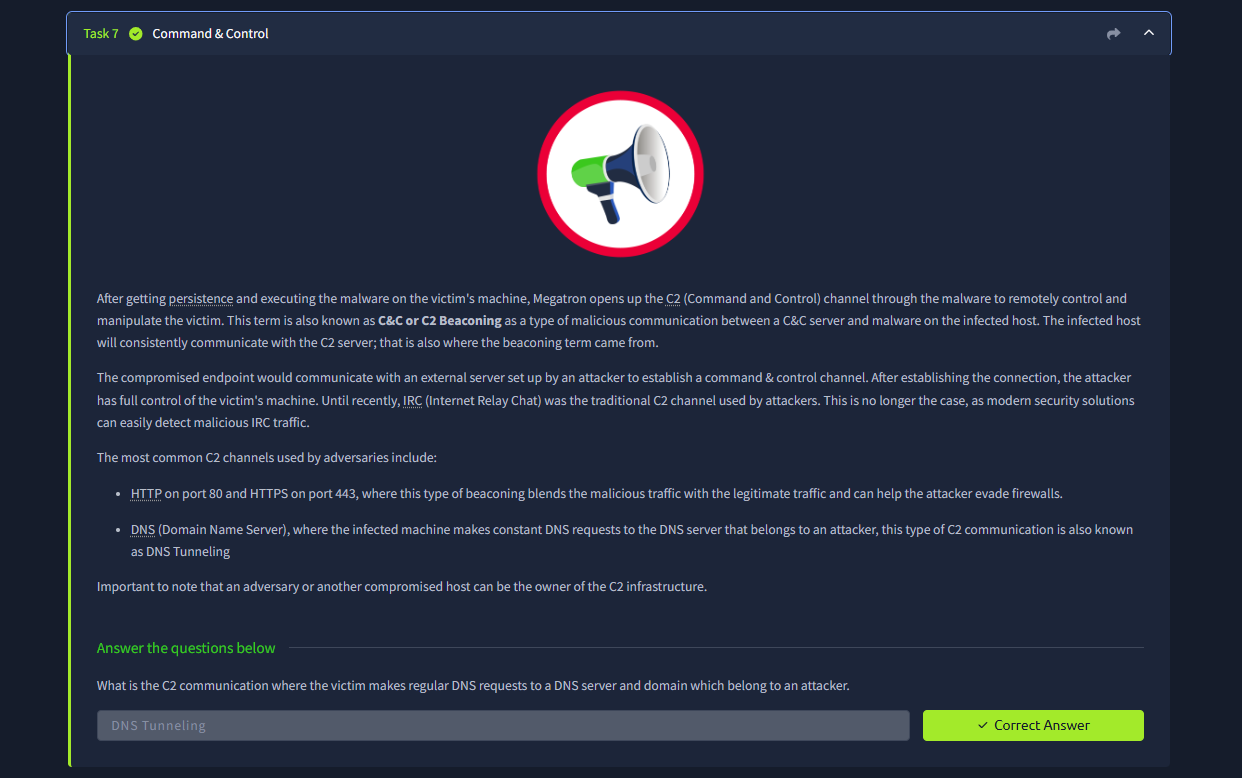 Task 7 Command & Control
After getting persistence and executing the malware on the victim's machine, Megatron opens up the C2 (Command and Control) channel through the malware to remotely control and
manipulate the victim. This term is also known as C&C or C2 Beaconing as a type of malicious communication between a C&C server and malware on the infected host. The infected host
will consistently communicate with the C2 server; that is also where the beaconing term came from.
The compromised endpoint would communicate with an external server set up by an attacker to establish a command & control channel. After establishing the connection, the attacker
has full control of the victim's machine. Until recently, IRC (Internet Relay Chat) was the traditional C2 channel used by attackers. This is no longer the case, as modern security solutions
can easily detect malicious IRC traffic.
The most common C2 channels used by adversaries include:
• HTTP on port 80 and HTTPS on port 443, where this type of beaconing blends the malicious traffic with the legitimate traffic and can help the attacker evade firewalls.
• DNS (Domain Name Server), where the infected machine makes constant DNS requests to the DNS server that belongs to an attacker, this type of C2 communication is also known
as DNS Tunneling
Important to note that an adversary or another compromised host can be the owner of the C2 infrastructure.
Answer the questions below
What is the C2 communication where the victim makes regular DNS requests to a DNS server and domain which belong to an attacker.
DNS Tunneling
✓ Correct Answer